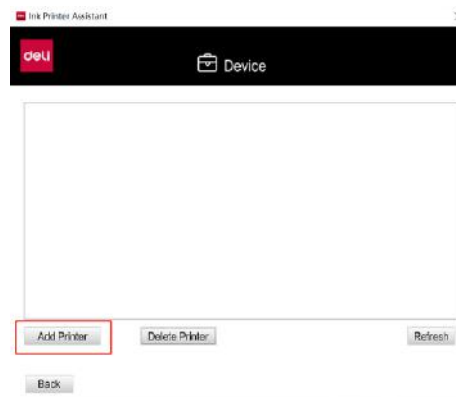 Ink Printer Assistant
deli
Device
Add Printer
Delete Printer
Refresh
Back